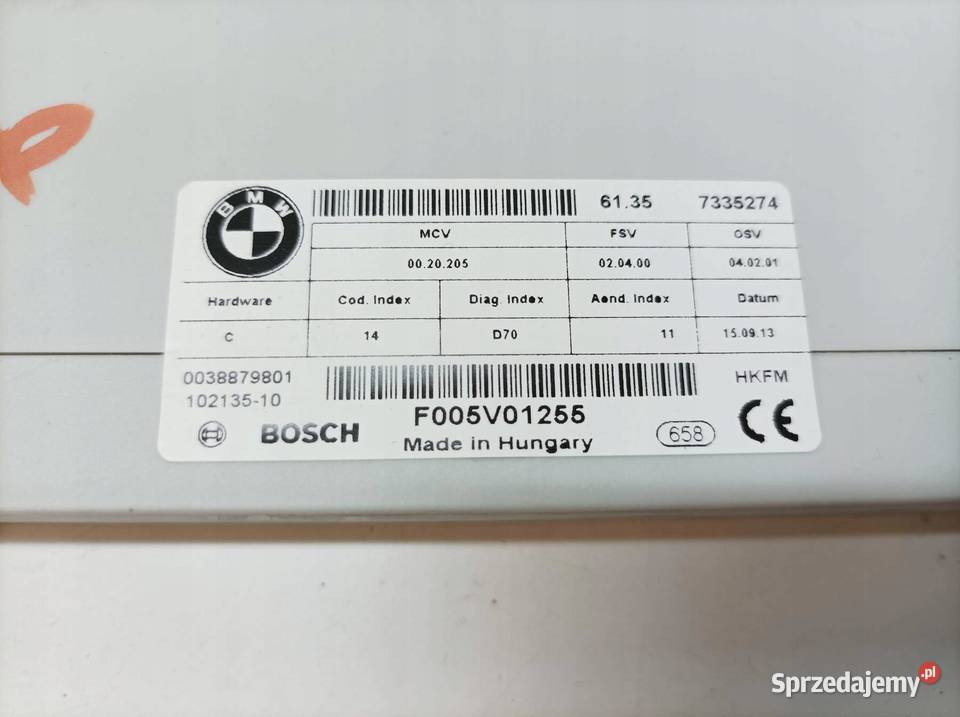 BMW 61.35 7335274
MCV FSV OSV
00.20.205 02.04.00 04.02.01
Hardware Cod. Index Diag. Index Aend. Index Datum
C 14 D70 11 15.09.13
0038879801 HKFM
102135-10
F005V01255
BOSCH Made in Hungary 658 CE
Sprzedajemy.pl